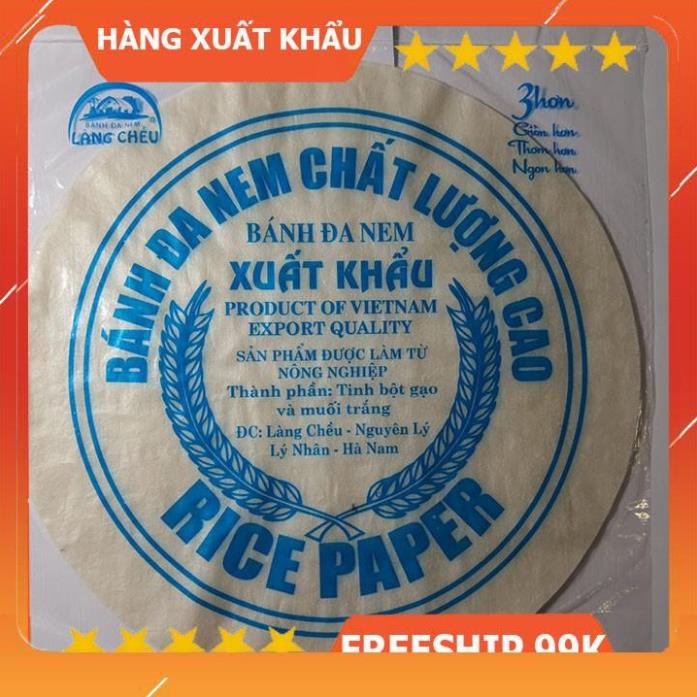 HÀNG XUẤT KHẨU
BÁNH ĐA NEM
LÀNG CHỀU
3 hơn
Giòn hơn
Thơm hơn
Ngon hơn
BÁNH ĐA NEM CHẤT LƯỢNG CAO
BÁNH ĐA NEM
XUẤT KHẨU
PRODUCT OF VIETNAM
EXPORT QUALITY
SẢN PHẨM ĐƯỢC LÀM TỪ
NÔNG NGHIỆP
Thành phần: Tinh bột gạo
và muối trắng
ĐC: Làng Chều - Nguyên Lý
Lý Nhân - Hà Nam
RICE PAPER
FREESHIP 99K